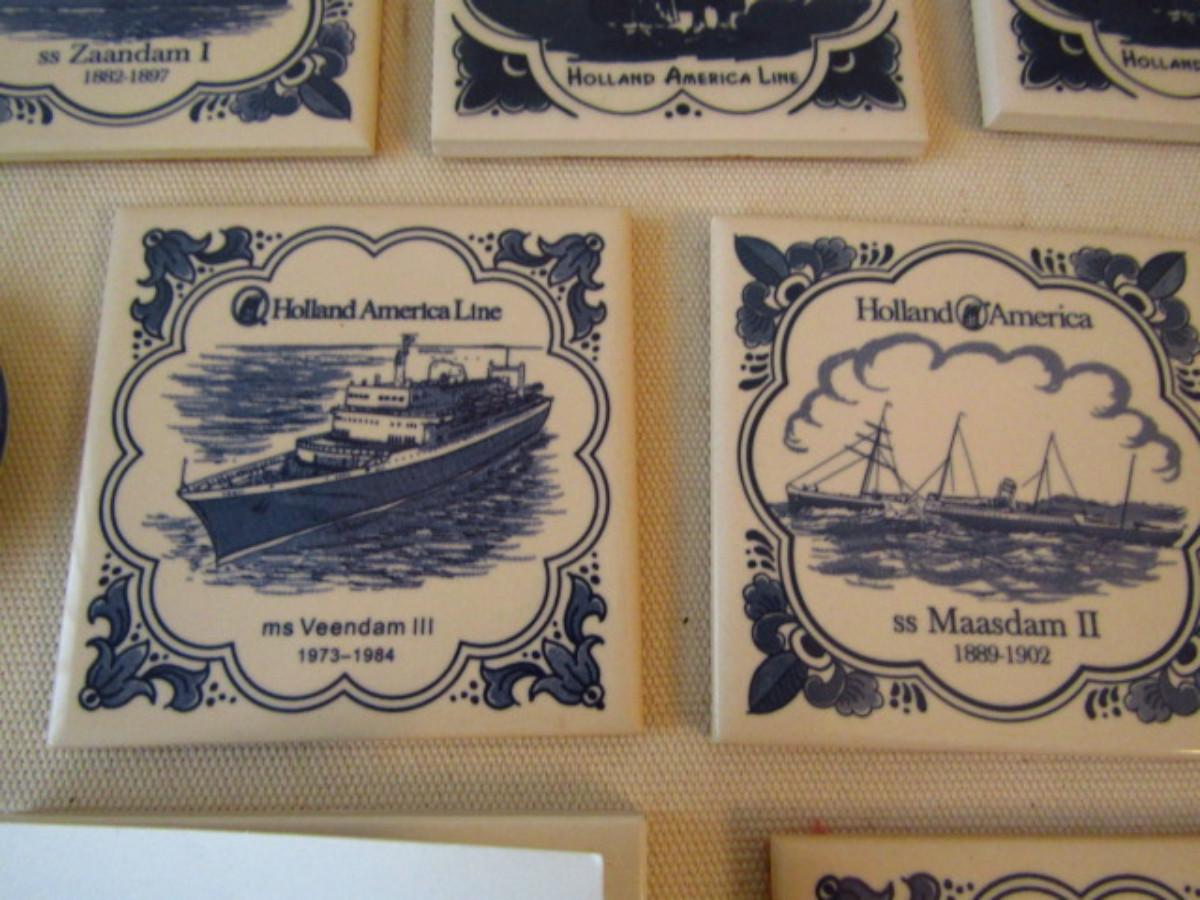 ss Zaandam I
1882-1897
HOLLAND AMERICA LINE
HOLLAND
Holland America Line
ms Veendam III
1973-1984
Holland America
ss Maasdam II
1889-1902